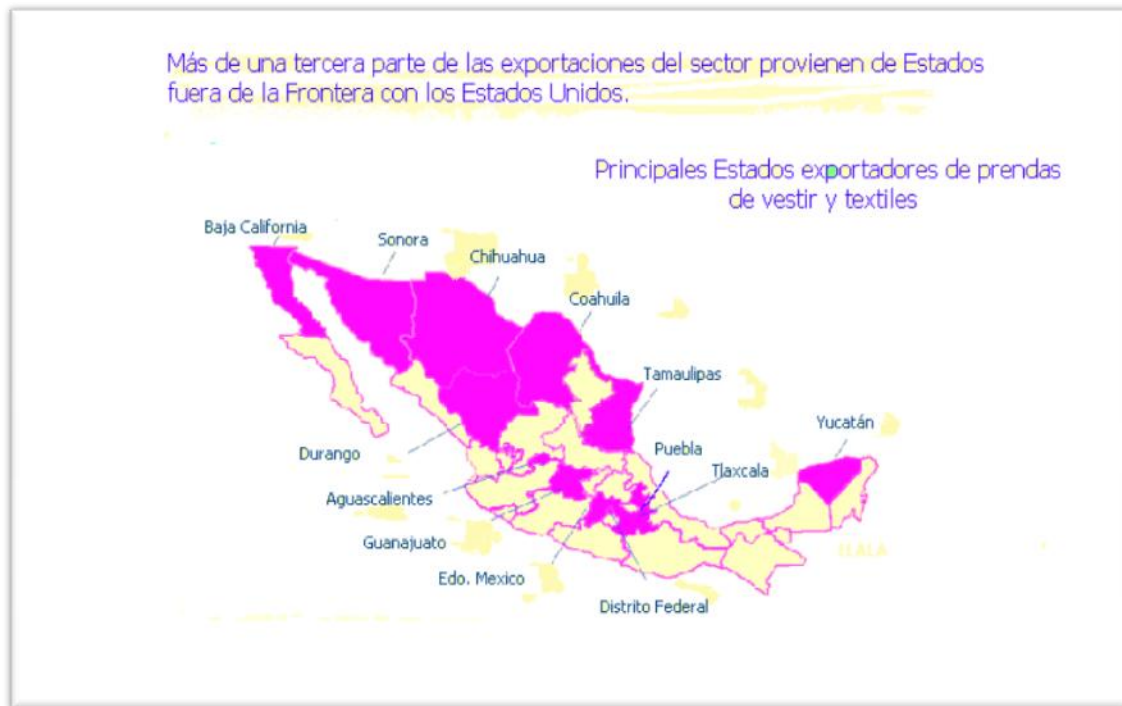 Más de una tercera parte de las exportaciones del sector provienen de Estados
fuera de la Frontera con los Estados Unidos.
Principales Estados exportadores de prendas
de vestir y textiles
Baja California
Sonora
Chihuahua
Coahuila
Tamaulipas
Yucatán
Puebla
Durango
Tlaxcala
Aguascalientes
Guanajuato
Edo. Mexico
Distrito Federal